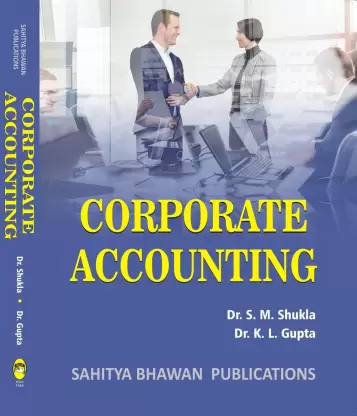 SAHITYA BHAWAN
PUBLICATIONS
CORPORATE
ACCOUNTING
Dr. Shukla • Dr. Gupta
CORPORATE
ACCOUNTING
Dr. S. M. Shukla
Dr. K. L. Gupta
SAHITYA BHAWAN PUBLICATIONS